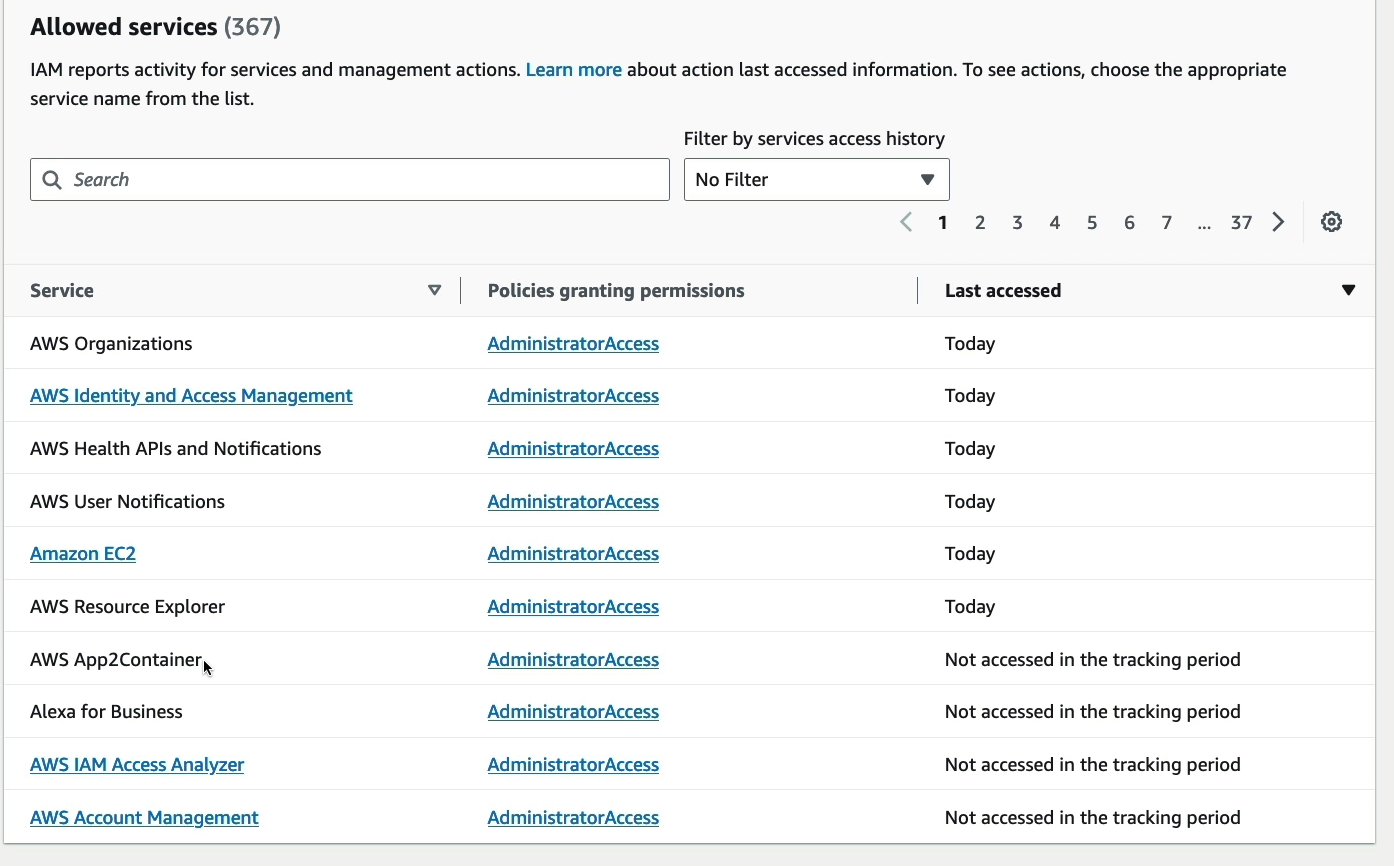 Allowed services (367)
IAM reports activity for services and management actions. Learn more about action last accessed information. To see actions, choose the appropriate
service name from the list.
Filter by services access history
Search
No Filter
1 2 3 4 5 6 7 ... 37
Service Policies granting permissions Last accessed
AWS Organizations AdministratorAccess Today
AWS Identity and Access Management AdministratorAccess Today
AWS Health APIs and Notifications AdministratorAccess Today
AWS User Notifications AdministratorAccess Today
Amazon EC2 AdministratorAccess Today
AWS Resource Explorer AdministratorAccess Today
AWS App2Container AdministratorAccess Not accessed in the tracking period
Alexa for Business AdministratorAccess Not accessed in the tracking period
AWS IAM Access Analyzer AdministratorAccess Not accessed in the tracking period
AWS Account Management AdministratorAccess Not accessed in the tracking period